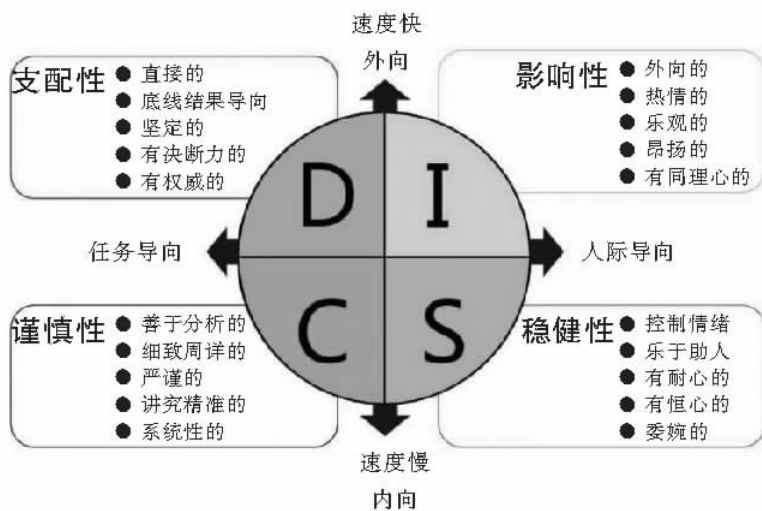 速度快
外向
支配性
直接的
底线结果导向
坚定的
有决断力的
有权威的
影响性
外向的
热情的
乐观的
昂扬的
有同理心的
D I
任务导向
人际导向
C S
谨慎性
善于分析的
细致周详的
严谨的
讲究精准的
系统性的
稳健性
控制情绪
乐于助人
有耐心的
有恒心的
委婉的
速度慢
内向